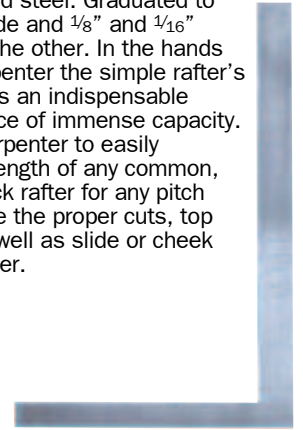 d steel. Graduated to
de and 1/8” and 1/16”
he other. In the hands
penter the simple rafter’s
s an indispensable
ce of immense capacity.
rpenter to easily
ength of any common,
ck rafter for any pitch
e the proper cuts, top
well as slide or cheek
er.